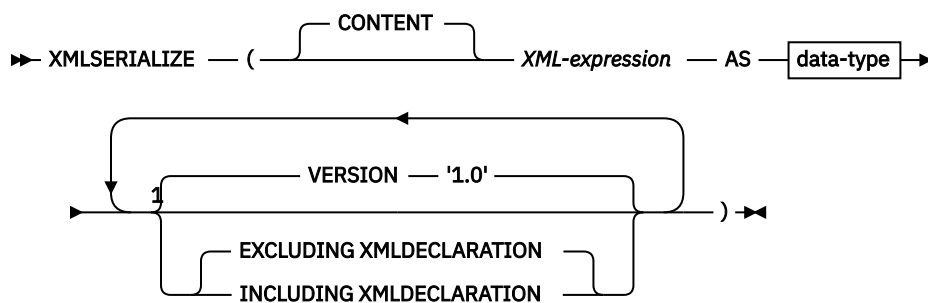 CONTENT
XMLSERIALIZE ( XML-expression AS data-type
VERSION '1.0'
1
)
EXCLUDING XMLDECLARATION
INCLUDING XMLDECLARATION